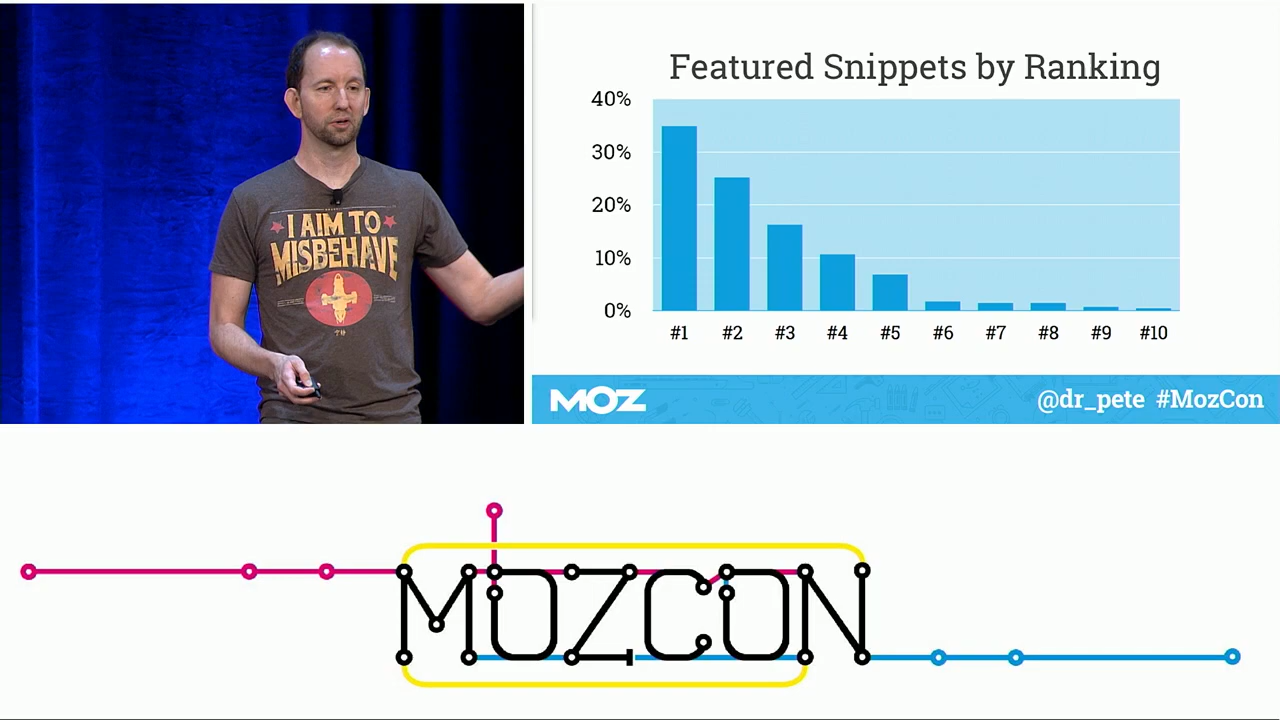 I AIM TO
MISBEHAVE
Featured Snippets by Ranking
40%
30%
20%
10%
0%
#1 #2 #3 #4 #5 #6 #7 #8 #9 #10
MOZ
@dr_pete #MozCon
MOZCON